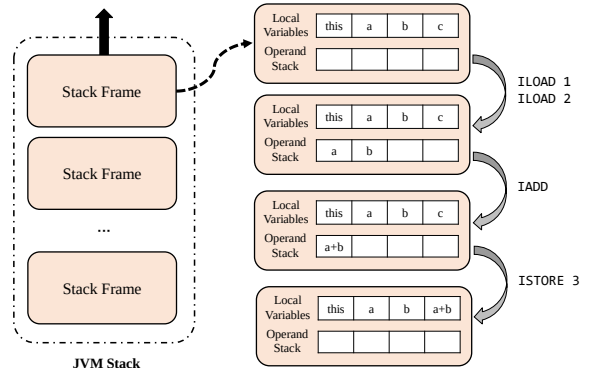 Stack Frame
Stack Frame
...
Stack Frame
JVM Stack
Local
Variables
this a b c
Operand
Stack
ILOAD 1
ILOAD 2
Local
Variables
this a b c
Operand
Stack
a b
IADD
Local
Variables
this a b c
Operand
Stack
a+b
ISTORE 3
Local
Variables
this a b a+b
Operand
Stack